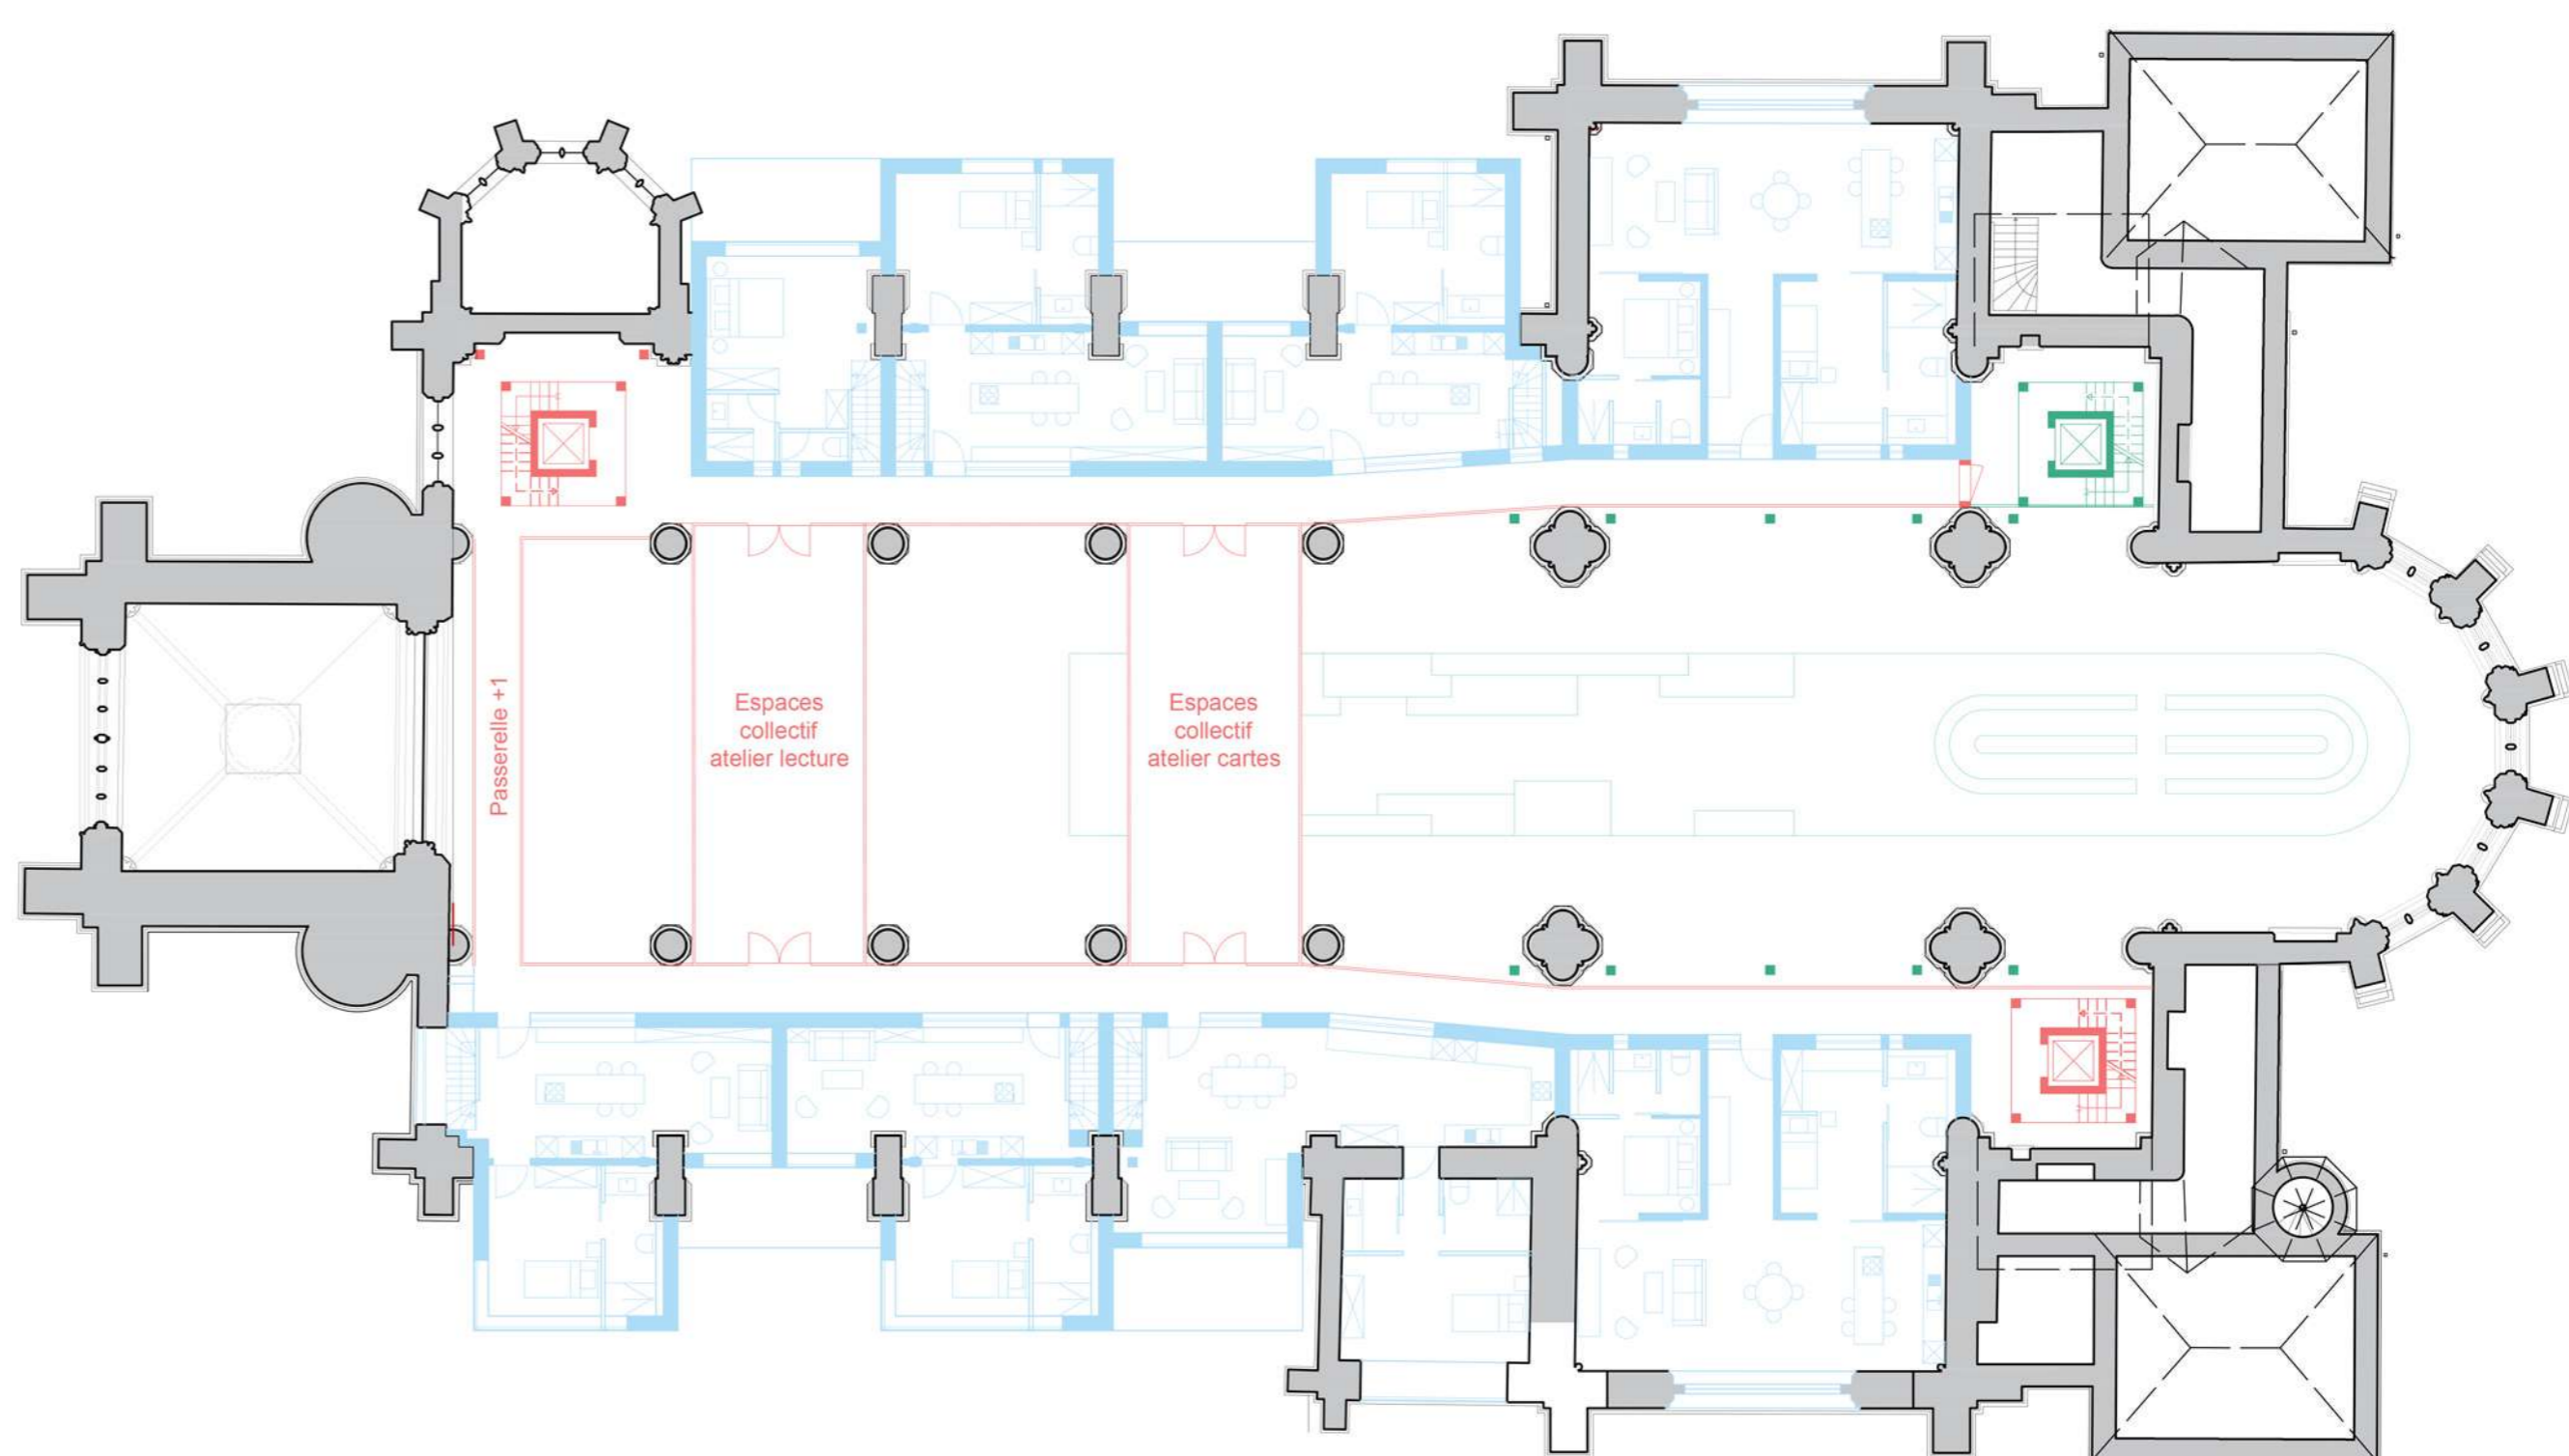 Passerelle +1
Espaces
collectif
atelier lecture
Espaces
collectif
atelier cartes